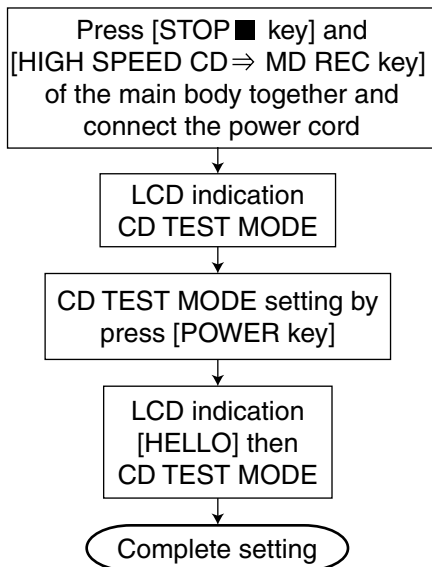 Press [STOP■ key] and
[HIGH SPEED CD⇒ MD REC key]
of the main body together and
connect the power cord
LCD indication
CD TEST MODE
CD TEST MODE setting by
press [POWER key]
LCD indication
[HELLO] then
CD TEST MODE
Complete setting